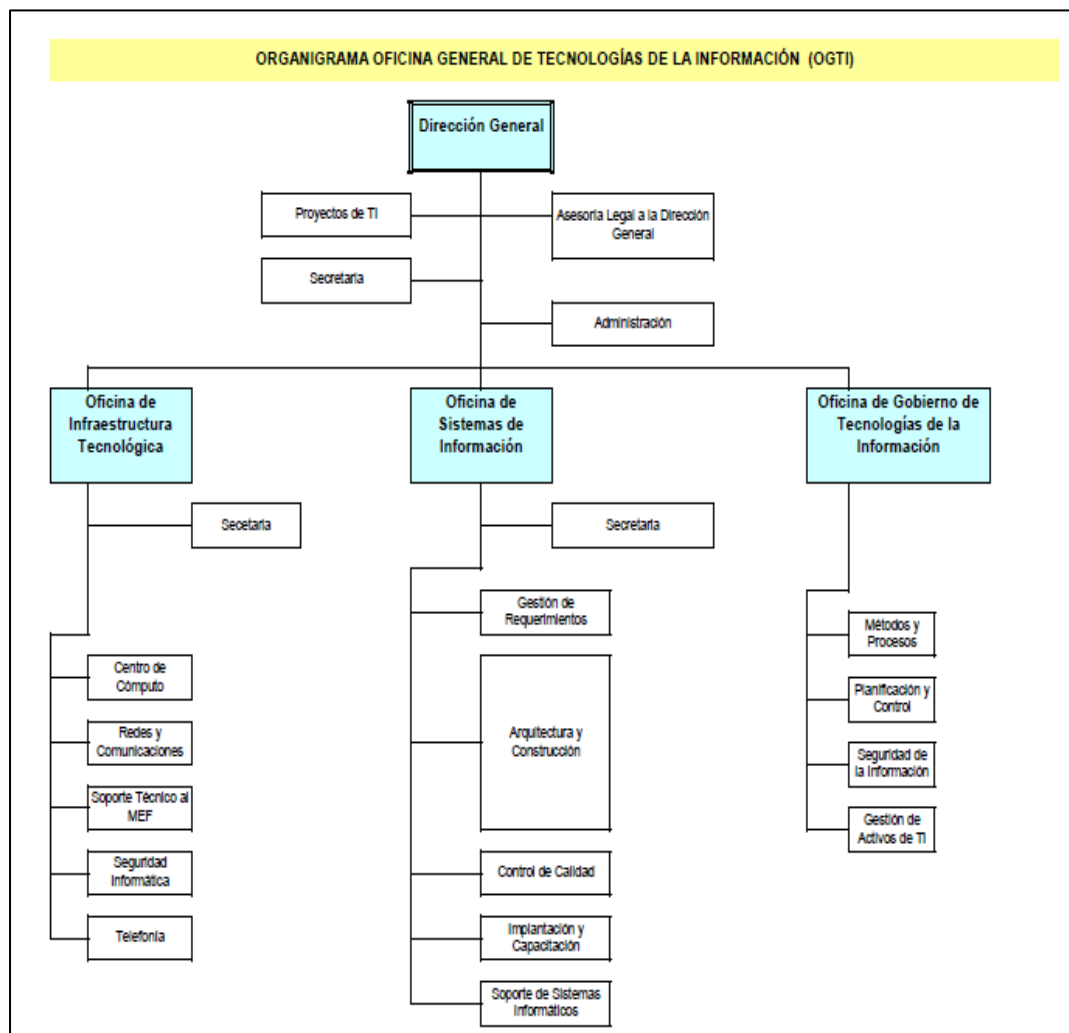 ORGANIGRAMA OFICINA GENERAL DE TECNOLOGÍAS DE LA INFORMACIÓN (OGTI)
Dirección General
Proyectos de TI
Asesoría Legal a la Dirección
General
Secretaria
Administración
Oficina de
Infraestructura
Tecnológica
Oficina de
Sistemas de
Información
Oficina de Gobierno de
Tecnologías de la
Información
Secetaria
Secretaria
Centro de
Cómputo
Redes y
Comunicaciones
Soporte Técnico al
MEF
Seguridad
Informática
Telefonía
Gestión de
Requerimientos
Arquitectura y
Construcción
Control de Calidad
Implantación y
Capacitación
Soporte de Sistemas
Informáticos
Métodos y
Procesos
Planificación y
Control
Seguridad de
la Información
Gestión de
Activos de TI